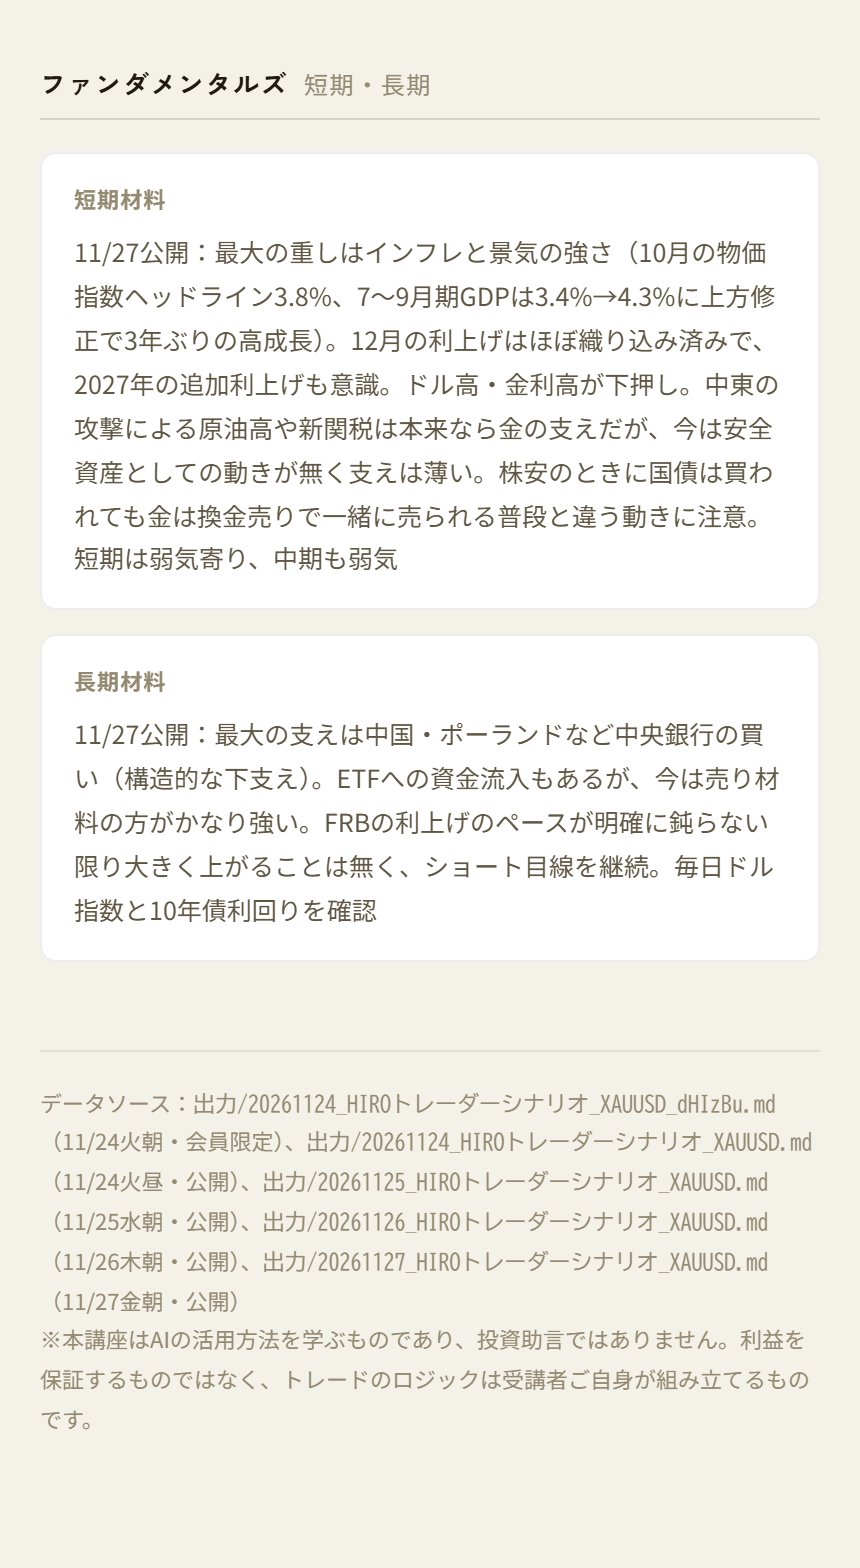 ファンダメンタルズ 短期・長期
短期材料
11/27公開：最大の重しはインフレと景気の強さ（10月の物価
指数ヘッドライン3.8%、7〜9月期GDPは3.4%→4.3%に上方修
正で3年ぶりの高成長）。12月の利上げはほぼ織り込み済みで、
2027年の追加利上げも意識。ドル高・金利高が下押し。中東の
攻撃による原油高や新関税は本来なら金の支えだが、今は安全
資産としての動きが無く支えは薄い。株安のときに国債は買わ
れても金は換金売りで一緒に売られる普段と違う動きに注意。
短期は弱気寄り、中期も弱気
長期材料
11/27公開：最大の支えは中国・ポーランドなど中央銀行の買
い（構造的な下支え）。ETFへの資金流入もあるが、今は売り材
料の方がかなり強い。FRBの利上げのペースが明確に鈍らない
限り大きく上がることは無く、ショート目線を継続。毎日ドル
指数と10年債利回りを確認
データソース：出力/20261124_HIROトレーダーシナリオ_XAUUSD_dHIzBu.md
（11/24火朝・会員限定）、出力/20261124_HIROトレーダーシナリオ_XAUUSD.md
（11/24火昼・公開）、出力/20261125_HIROトレーダーシナリオ_XAUUSD.md
（11/25水朝・公開）、出力/20261126_HIROトレーダーシナリオ_XAUUSD.md
（11/26木朝・公開）、出力/20261127_HIROトレーダーシナリオ_XAUUSD.md
（11/27金朝・公開）
※本講座はAIの活用方法を学ぶものであり、投資助言ではありません。利益を
保証するものではなく、トレードのロジックは受講者ご自身が組み立てるもの
です。